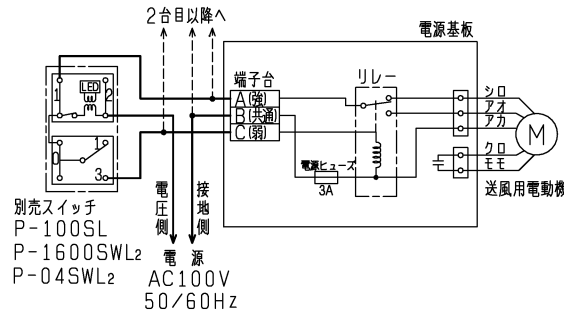 2台目以降へ
電源基板
端子台
リレー
LED
1
2
A(強)
B(共通)
C(弱)
シロ
アオ
アカ
M
1
3
電源ヒューズ
3A
クロ
モモ
送風用電動機
電圧側
接地側
別売スイッチ
P-100SL
P-1600SWL2
P-04SWL2
電源
AC100V
50/60Hz